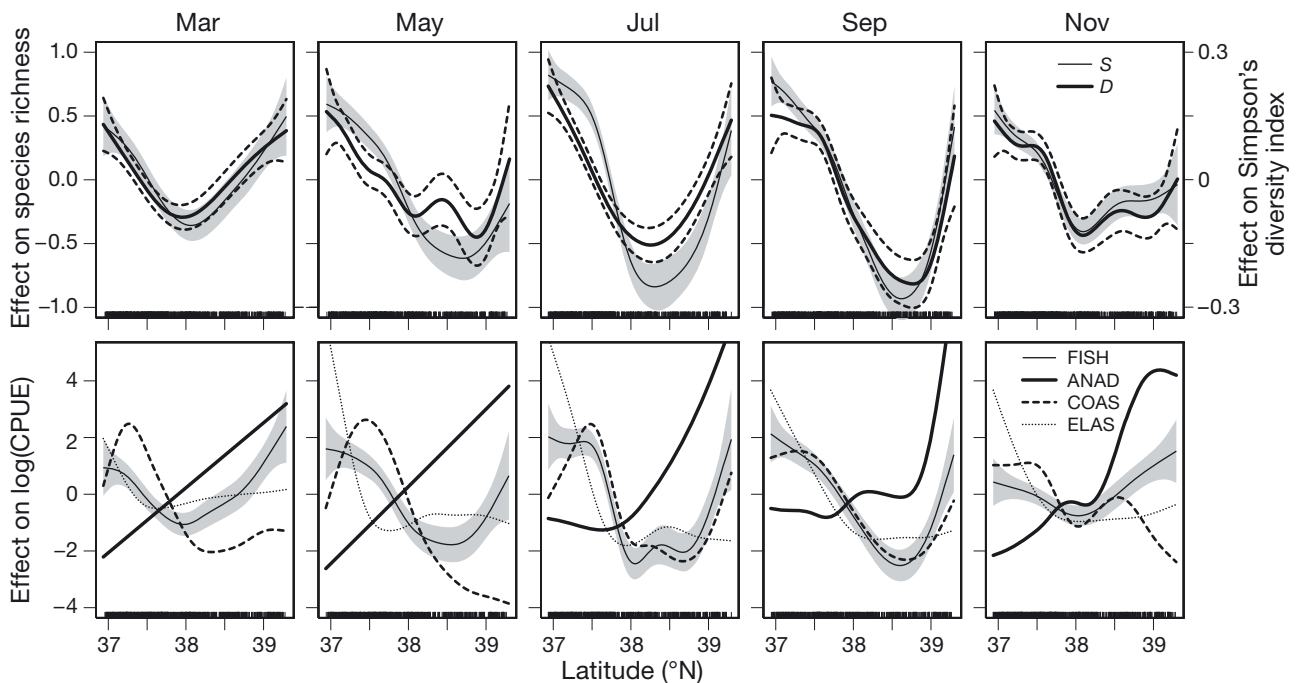 Mar May Jul Sep Nov
Effect on species richness
1.0
0.5
0.0
−0.5
−1.0
S
D
0.3
0
−0.3
Effect on Simpson's
diversity index
Effect on log(CPUE)
4
2
0
−2
−4
FISH
ANAD
COAS
ELAS
37 38 39 37 38 39 37 38 39 37 38 39 37 38 39
Latitude (°N)